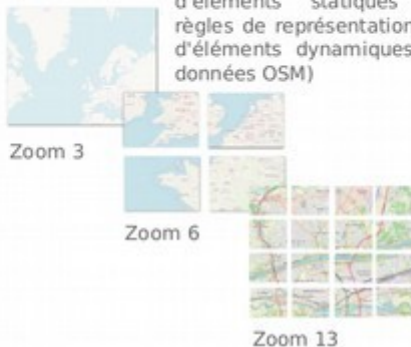 d'éléments statiques
règles de représentation
d'éléments dynamiques
données OSM)
Zoom 3
Zoom 6
Zoom 13